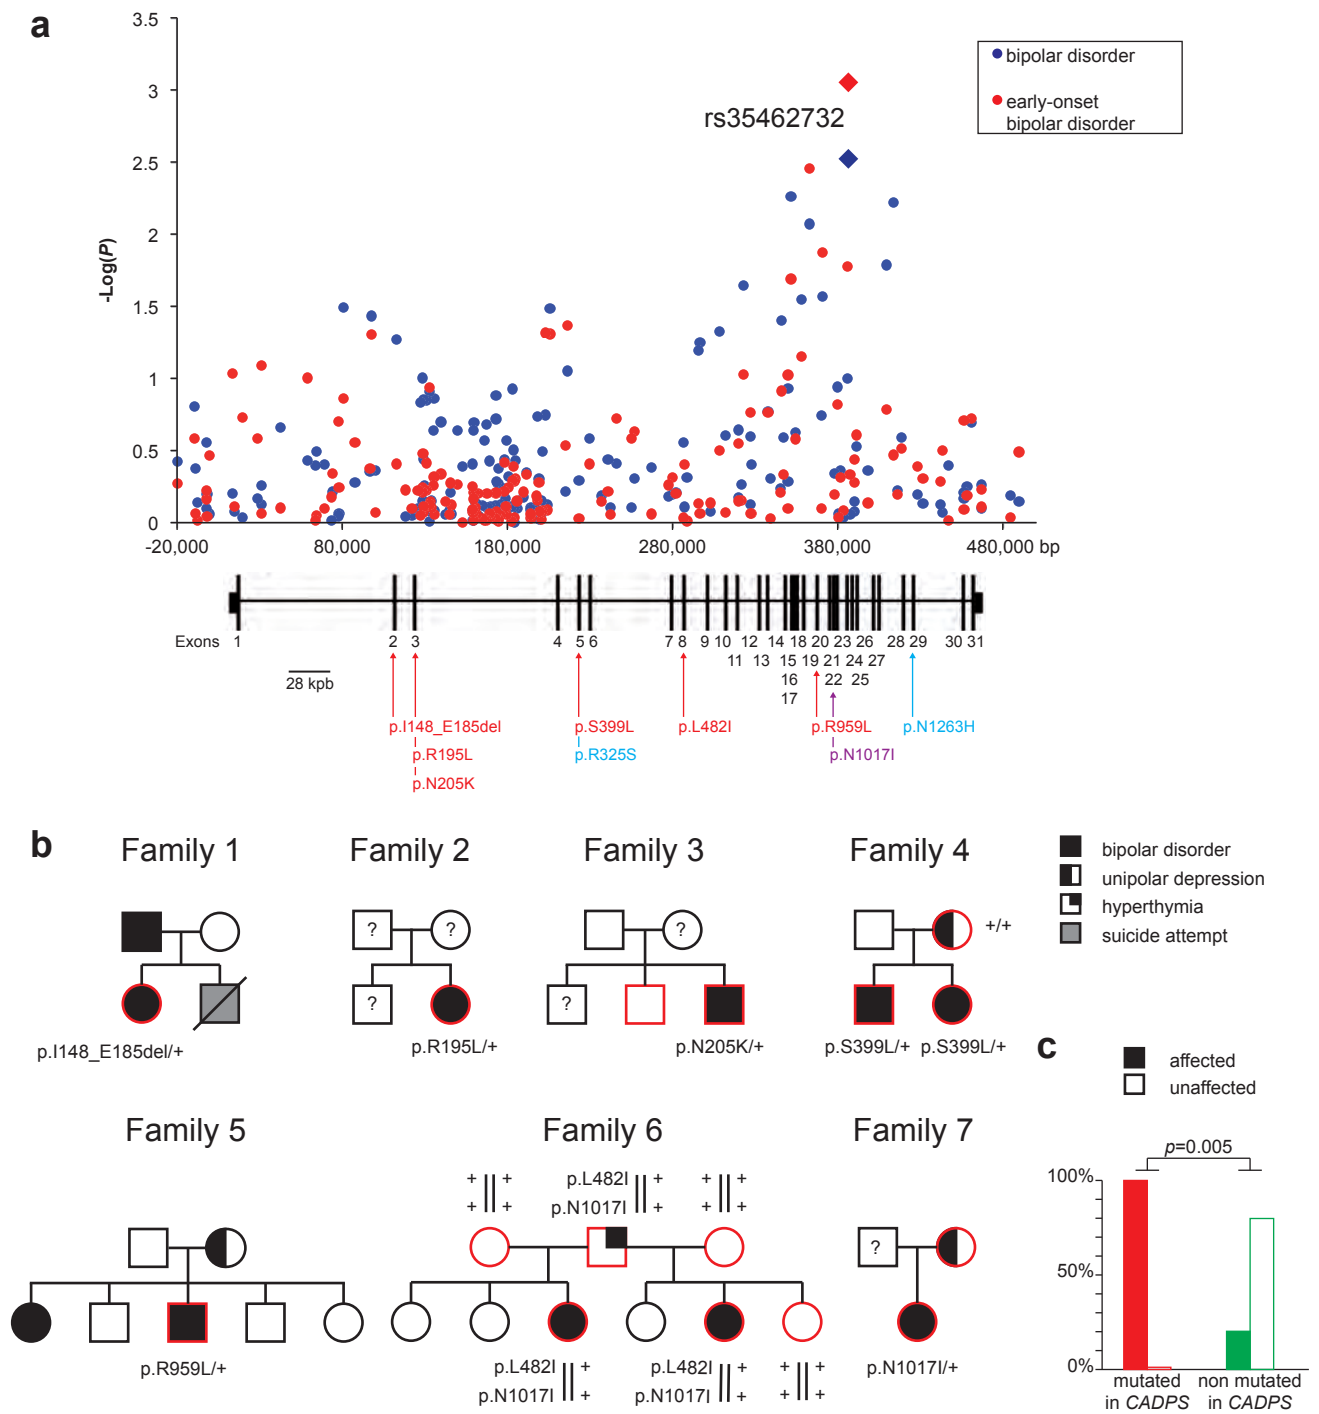 a
3.5
3
2.5
2
1.5
1
0.5
0
-Log(P)
rs35462732
bipolar disorder
early-onset
bipolar disorder
-20,000 80,000 180,000 280,000 380,000 480,000 bp
Exons 1 2 3 4 5 6 7 8 9 10 12 14 18 20 23 26 28 29 30 31
11 13 15 19 21 24 27
16 22 25
17
28 kpb
p.I148_E185del p.S399L p.L482I p.R959L p.N1263H
p.R195L p.R325S p.N1017I
p.N205K
b
Family 1 Family 2 Family 3 Family 4
bipolar disorder
unipolar depression
hyperthymia
suicide attempt
? ? ? +/+
? ?
p.I148_E185del/+ p.R195L/+ p.N205K/+ p.S399L/+ p.S399L/+
c
affected
unaffected
Family 5 Family 6 Family 7
+ + p.L482I + + +
+ + p.N1017I + + +
?
p.R959L/+ p.L482I + p.L482I + + + p.N1017I/+
p.N1017I + p.N1017I + + +
p=0.005
100%
50%
0%
mutated non mutated
in CADPS in CADPS